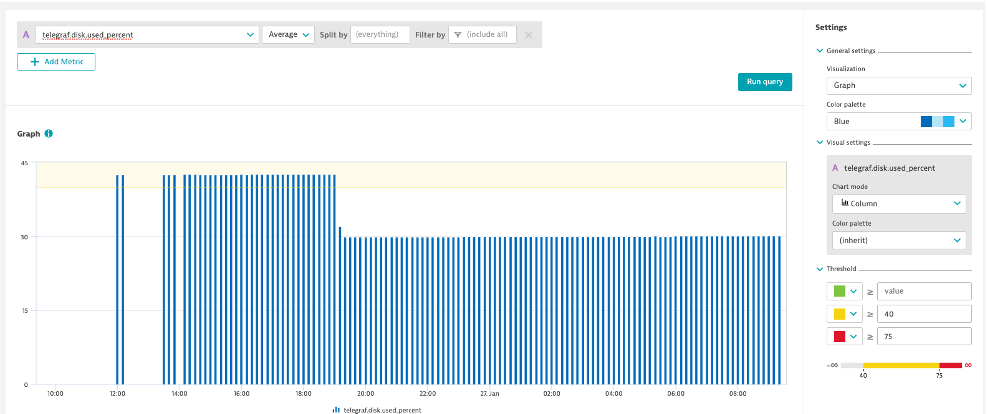 Settings
A telegraf.disk.used_percent Average Split by (everything) Filter by (include all)
+ Add Metric
Run query
General settings
Visualization
Graph
Color palette
Blue
Visual settings
A telegraf.disk.used_percent
Chart mode
Column
Color palette
(inherit)
Threshold
≥ value
≥ 40
≥ 75
-∞ ∞
40 75
Graph
45
30
15
0
10:00 12:00 14:00 16:00 18:00 20:00 22:00 27. Jan 02:00 04:00 06:00 08:00
telegraf.disk.used_percent